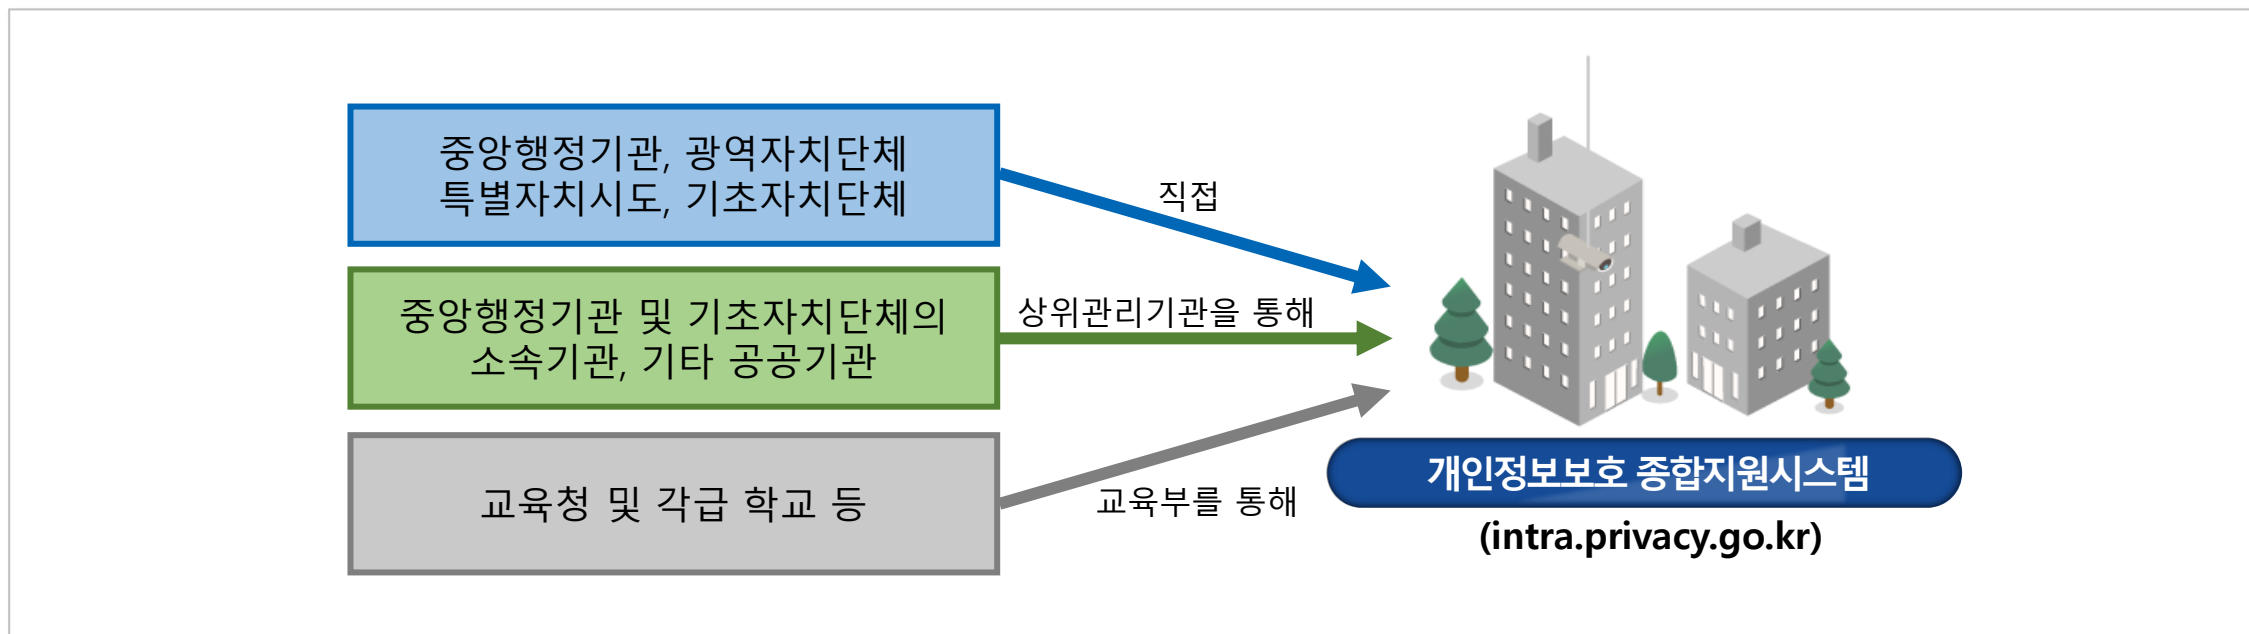 중앙행정기관, 광역자치단체
특별자치시도, 기초자치단체
직접
중앙행정기관 및 기초자치단체의
소속기관, 기타 공공기관
상위관리기관을 통해
교육청 및 각급 학교 등
교육부를 통해
개인정보보호 종합지원시스템
(intra.privacy.go.kr)